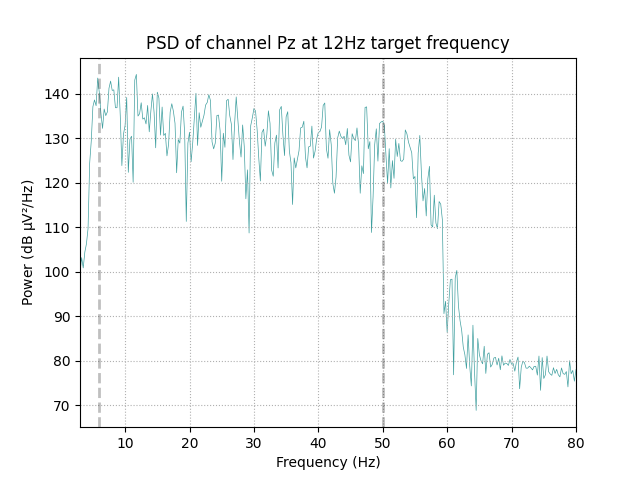 PSD of channel Pz at 12Hz target frequency
140
130
120
110
100
90
80
70
Power (dB µV²/Hz)
10 20 30 40 50 60 70 80
Frequency (Hz)